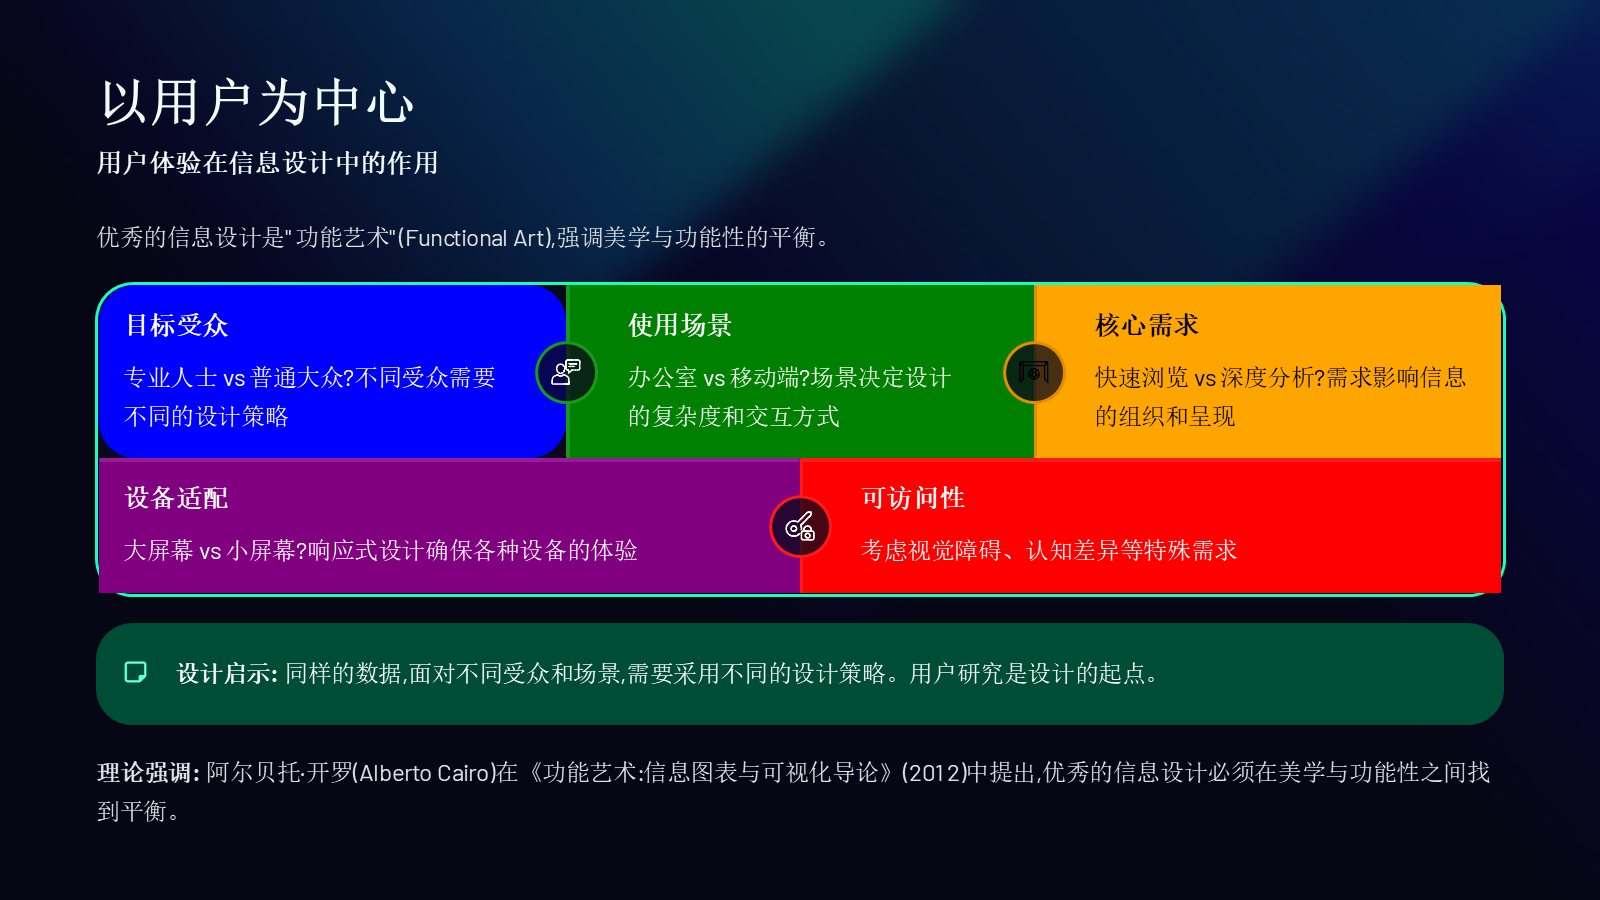 以用户为中心
用户体验在信息设计中的作用
优秀的信息设计是"功能艺术"(Functional Art),强调美学与功能性的平衡。
目标受众
专业人士 vs 普通大众?不同受众需要
不同的设计策略
使用场景
办公室 vs 移动端?场景决定设计
的复杂度和交互方式
核心需求
快速浏览 vs 深度分析?需求影响信息
的组织和呈现
设备适配
大屏幕 vs 小屏幕?响应式设计确保各种设备的体验
可访问性
考虑视觉障碍、认知差异等特殊需求
设计启示: 同样的数据,面对不同受众和场景,需要采用不同的设计策略。用户研究是设计的起点。
理论强调: 阿尔贝托·开罗(Alberto Cairo)在《功能艺术:信息图表与可视化导论》(2012)中提出,优秀的信息设计必须在美学与功能性之间找
到平衡。